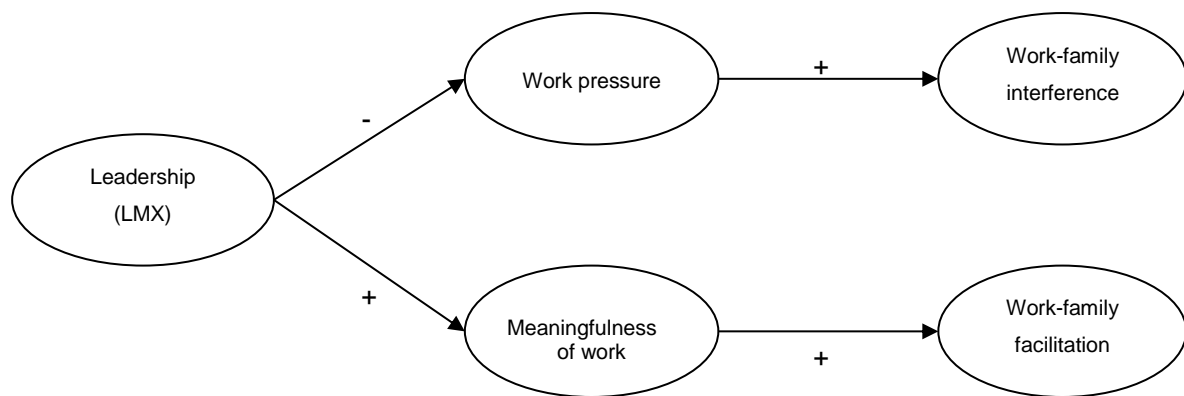 Work pressure
+
Work-family
interference
-
Leadership
(LMX)
+
Meaningfulness
of work
+
Work-family
facilitation